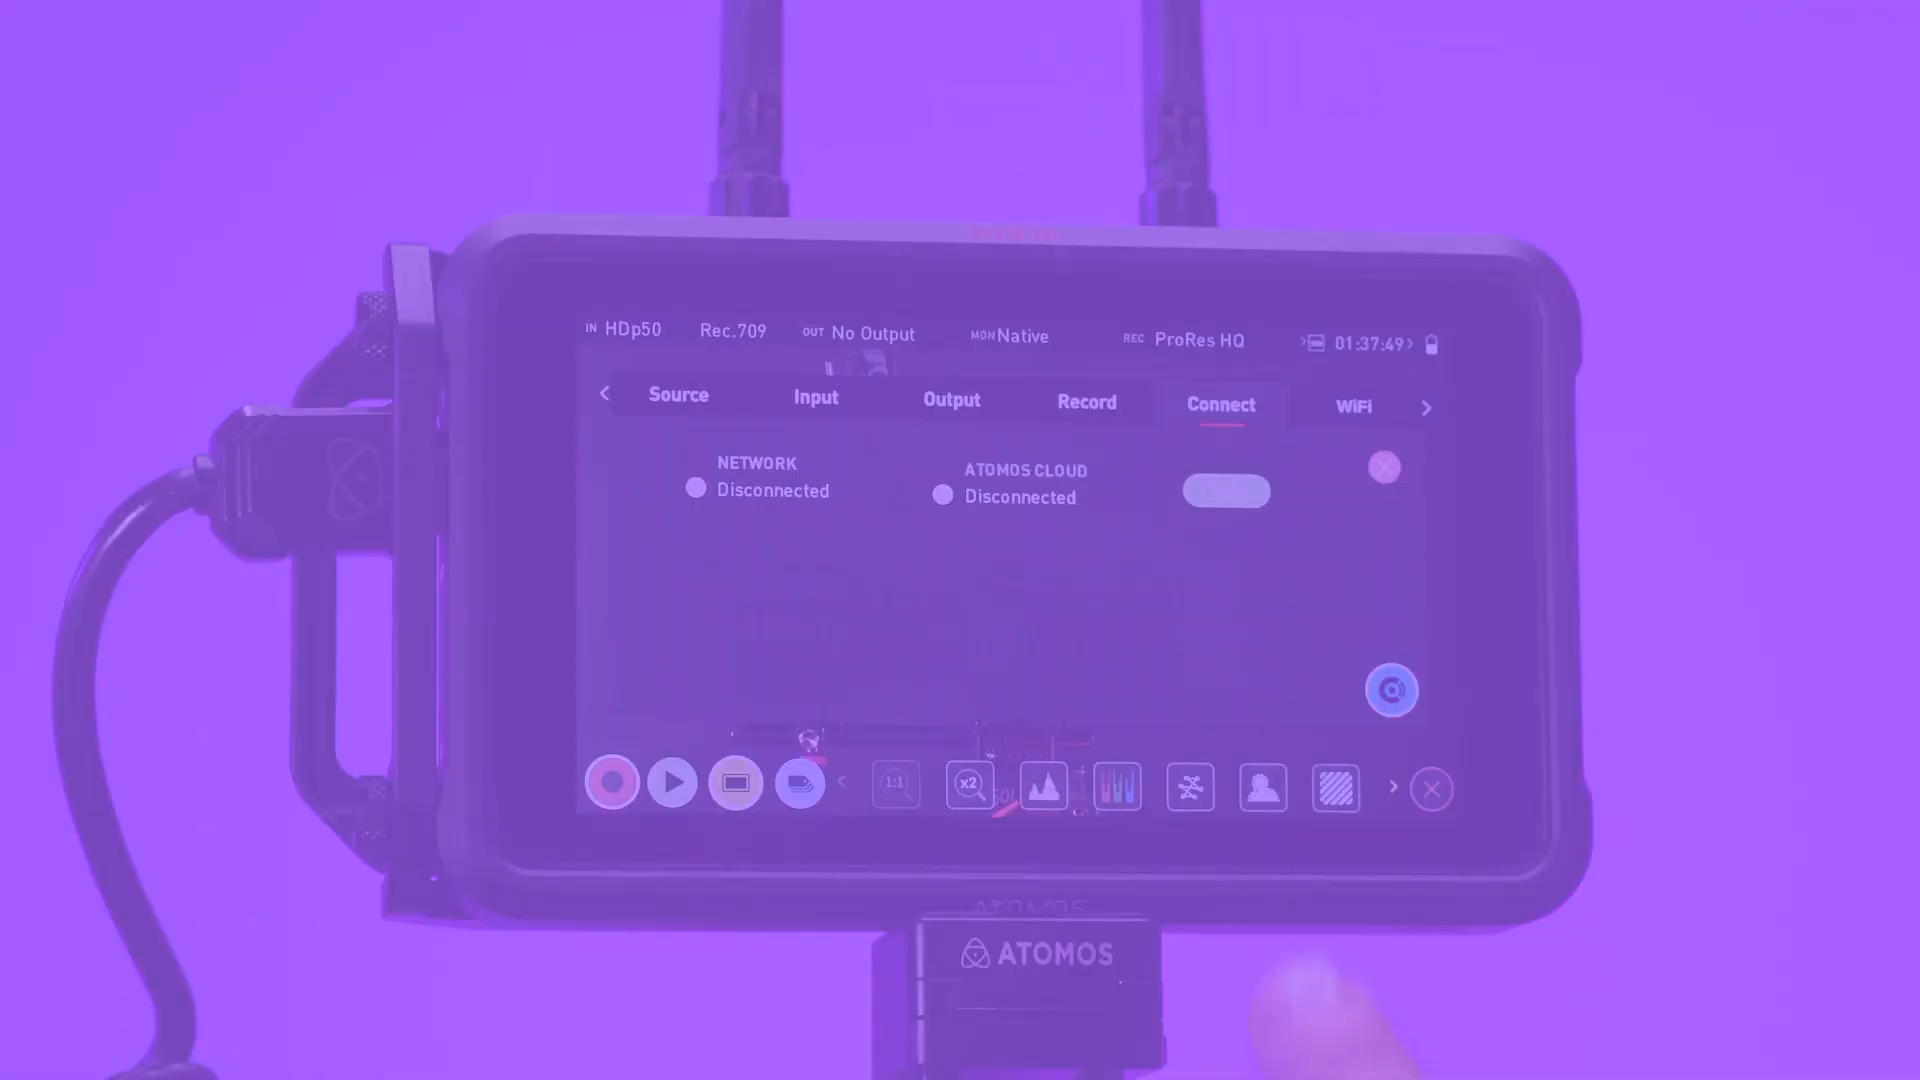 IN HDp50 Rec.709 OUT No Output MON Native REC ProRes HQ 01:37:49
Source Input Output Record Connect WiFi
NETWORK
Disconnected
ATOMOS CLOUD
Disconnected
1:1 x2
ATOMOS
ATOMOS